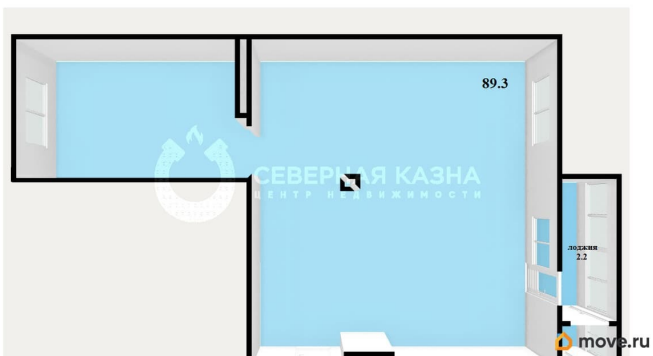 89.3
СЕВЕРНАЯ КАЗНА
ЦЕНТР НЕДВИЖИМОСТИ
лоджия
2.2
move.ru